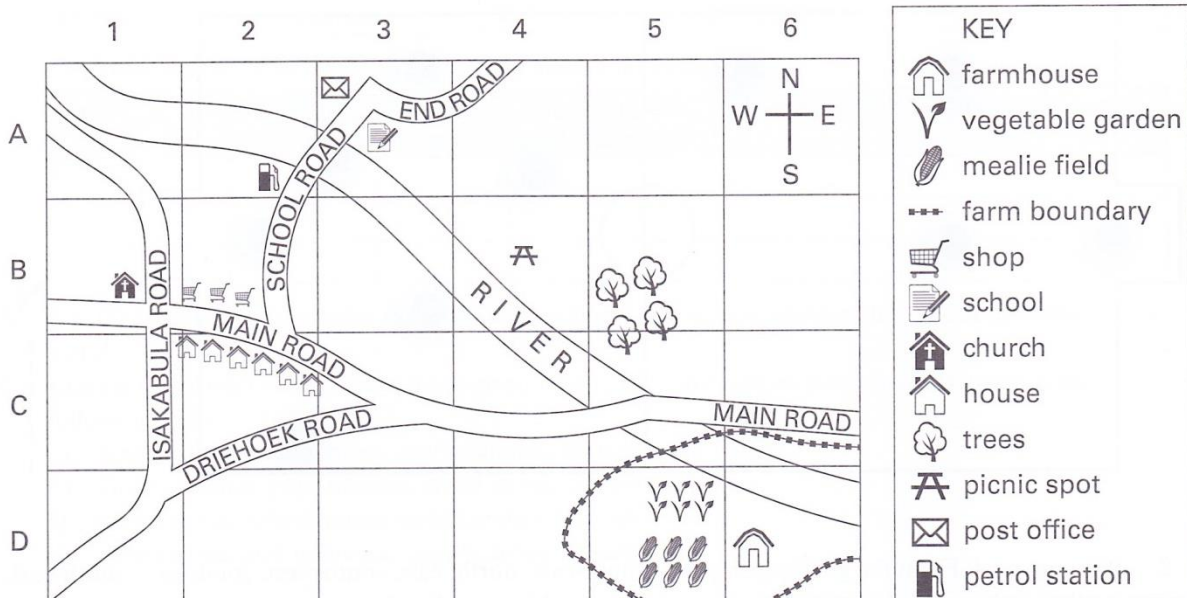 1 2 3 4 5 6
A
B
C
D
N
W E
S
END ROAD
SCHOOL ROAD
ISAKABULA ROAD
MAIN ROAD
RIVER
DRIEHOEK ROAD
MAIN ROAD
KEY
farmhouse
vegetable garden
mealie field
farm boundary
shop
school
church
house
trees
picnic spot
post office
petrol station